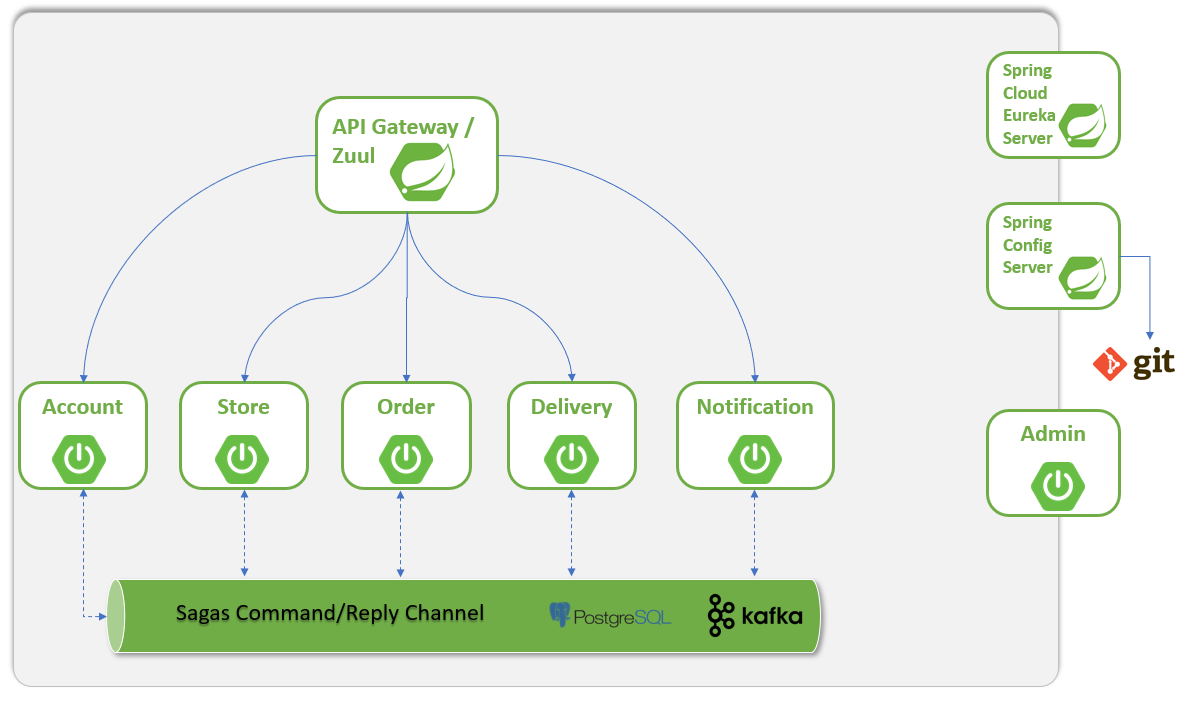 Spring
Cloud
Eureka
Server
API Gateway /
Zuul
Spring
Config
Server
git
Account
Store
Order
Delivery
Notification
Admin
Sagas Command/Reply Channel
PostgreSQL
kafka